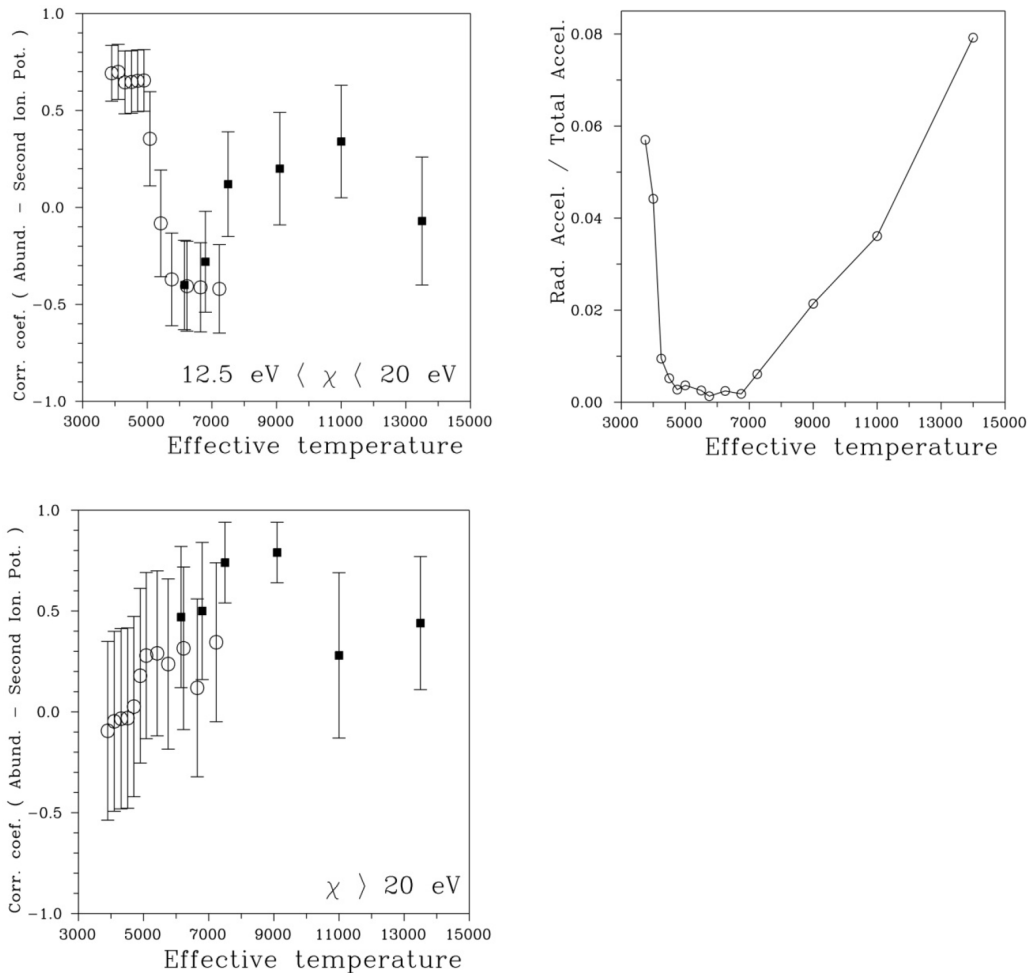 Corr. coef. ( Abund. - Second Ion. Pot. )
1.0
0.5
0.0
-0.5
-1.0
12.5 eV ⟨ χ ⟨ 20 eV
3000 5000 7000 9000 11000 13000 15000
Effective temperature
Rad. Accel. / Total Accel.
0.08
0.06
0.04
0.02
0.00
3000 5000 7000 9000 11000 13000 15000
Effective temperature
Corr. coef. ( Abund. - Second Ion. Pot. )
1.0
0.5
0.0
-0.5
-1.0
χ ⟩ 20 eV
3000 5000 7000 9000 11000 13000 15000
Effective temperature